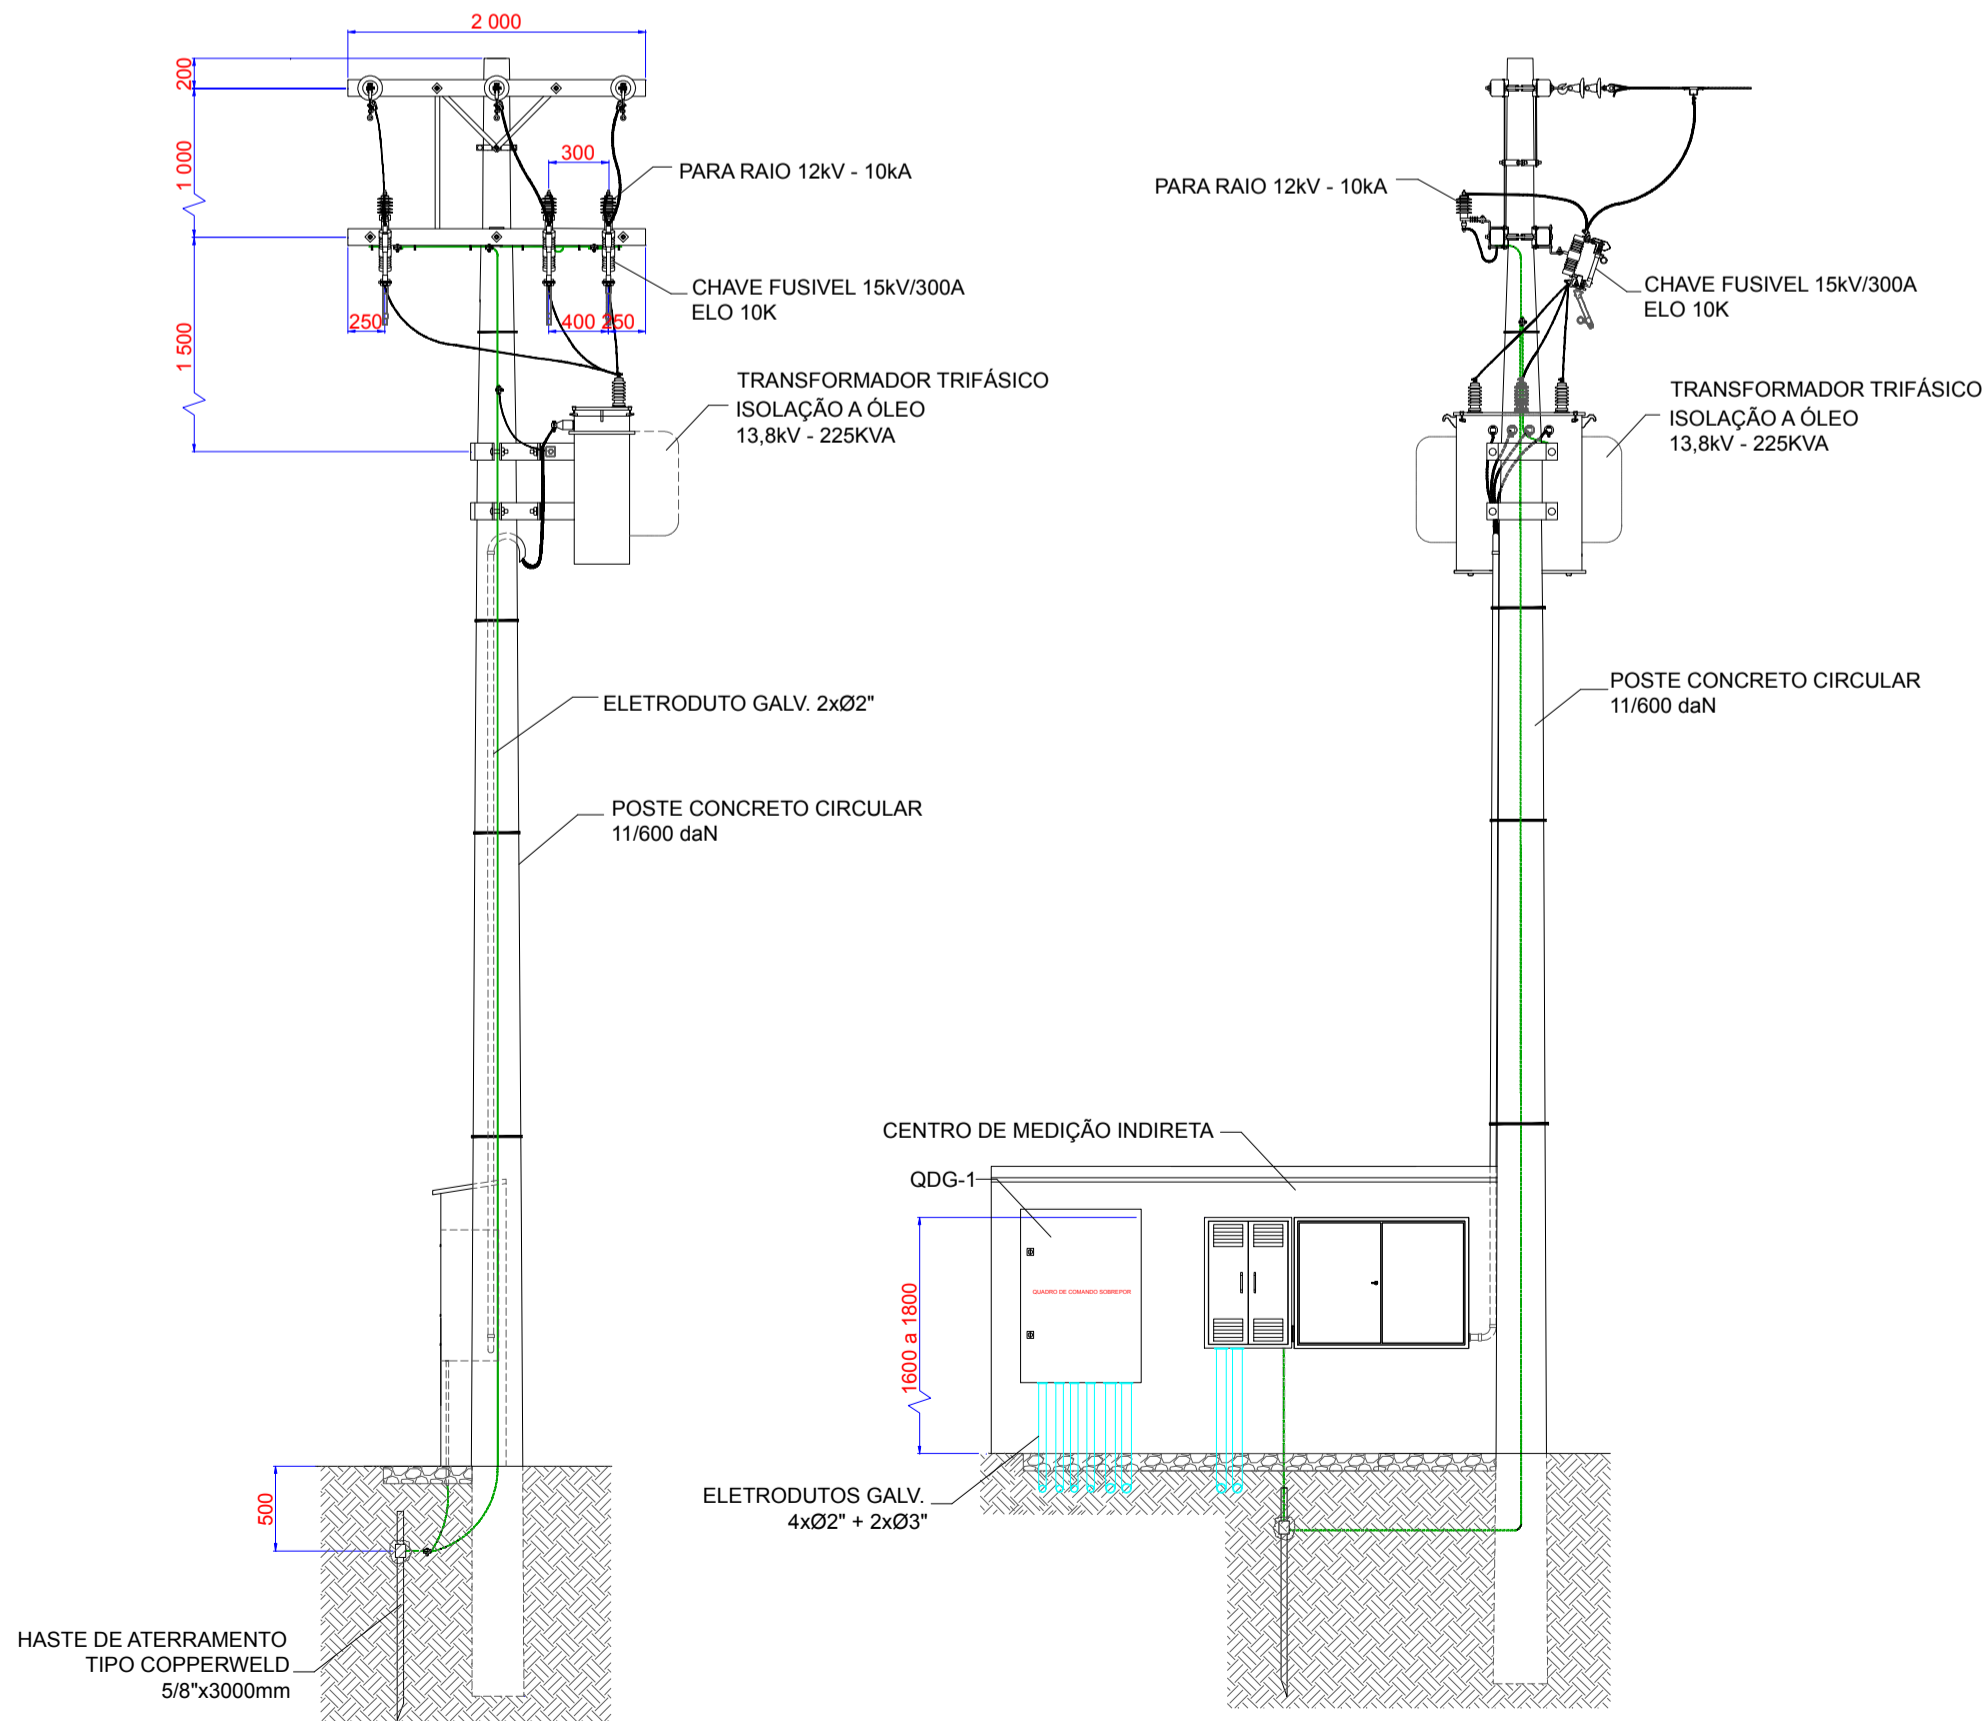 2 000
200
1 000
300
PARA RAIO 12kV - 10kA
CHAVE FUSIVEL 15kV/300A
ELO 10K
250
400
250
1 500
TRANSFORMADOR TRIFÁSICO
ISOLAÇÃO A ÓLEO
13,8kV - 225KVA
ELETRODUTO GALV. 2xØ2"
POSTE CONCRETO CIRCULAR
11/600 daN
500
HASTE DE ATERRAMENTO
TIPO COPPERWELD
5/8"x3000mm
PARA RAIO 12kV - 10kA
CHAVE FUSIVEL 15kV/300A
ELO 10K
TRANSFORMADOR TRIFÁSICO
ISOLAÇÃO A ÓLEO
13,8kV - 225KVA
POSTE CONCRETO CIRCULAR
11/600 daN
CENTRO DE MEDIÇÃO INDIRETA
QDG-1
QUADRO DE COMANDO SOBREPOR
1600 a 1800
ELETRODUTOS GALV.
4xØ2" + 2xØ3"